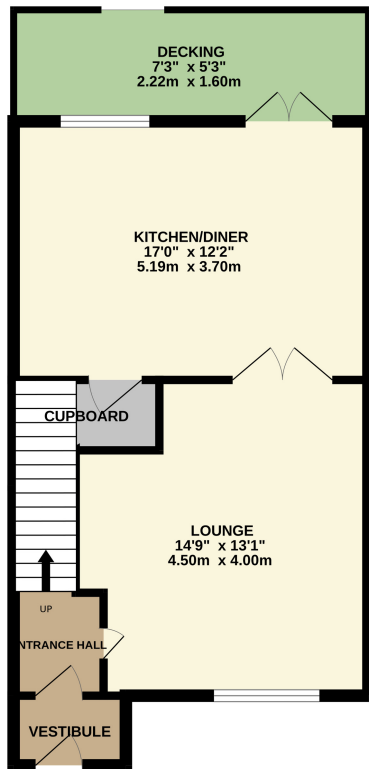 DECKING
7'3" x 5'3"
2.22m x 1.60m
KITCHEN/DINER
17'0" x 12'2"
5.19m x 3.70m
CUPBOARD
LOUNGE
14'9" x 13'1"
4.50m x 4.00m
UP
NTRANCE HALL
VESTIBULE